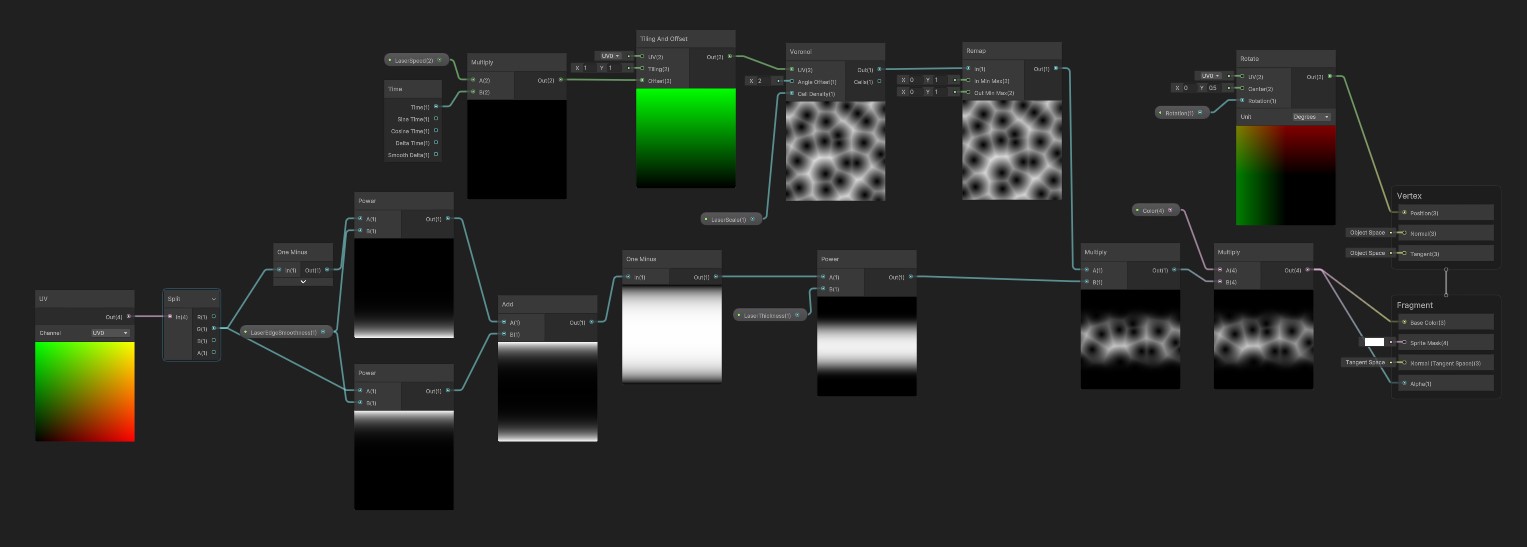 LaserSpeed(2)
Multiply
A(2) Out(2)
B(2)
Time
Time(1)
Sine Time(1)
Cosine Time(1)
Delta Time(1)
Smooth Delta(1)
Tiling And Offset
UV0 UV(2) Out(2)
X 1 Y 1 Tiling(2)
Offset(2)
Voronoi
UV(2) Out(1)
X 2 Angle Offset(1) Cells(1)
Cell Density(1)
LaserScale(1)
Remap
In(1) Out(1)
X 0 Y 1 In Min Max(2)
X 0 Y 1 Out Min Max(2)
Rotate
UV0 UV(2) Out(2)
X 0 Y 0.5 Center(2)
Rotation(1) Rotation(1)
Unit Degrees
UV
Out(4)
Channel UV0
Split
In(4) R(1)
G(1)
B(1)
A(1)
One Minus
In(1) Out(1)
LaserEdgeSmoothness(1)
Power
A(1) Out(1)
B(1)
Power
A(1) Out(1)
B(1)
Add
A(1) Out(1)
B(1)
One Minus
In(1) Out(1)
Power
A(1) Out(1)
B(1)
LaserThickness(1)
Multiply
A(1) Out(1)
B(1)
Color(4)
Multiply
A(4) Out(4)
B(4)
Vertex
Position(3)
Object Space Normal(3)
Object Space Tangent(3)
Fragment
Base Color(3)
Sprite Mask(4)
Tangent Space Normal (Tangent Space)(3)
Alpha(1)